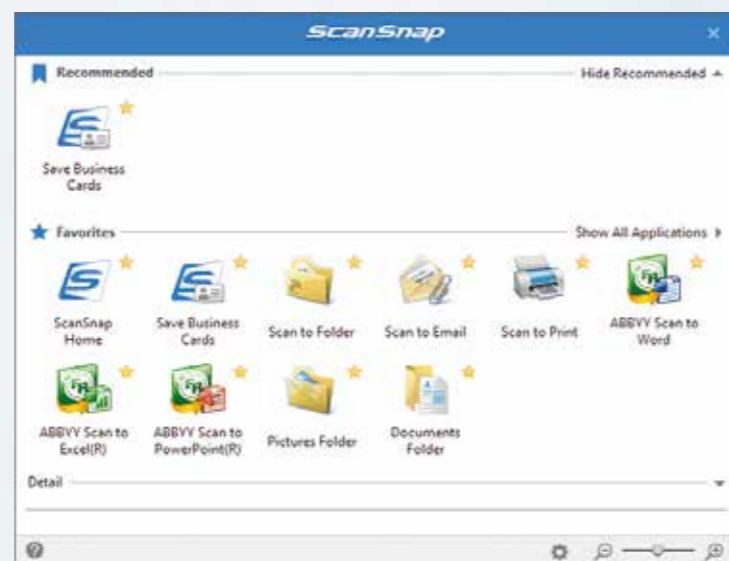 ScanSnap
Recommended
Hide Recommended
Save Business
Cards
Favorites
Show All Applications
ScanSnap
Home
Save Business
Cards
Scan to Folder
Scan to Email
Scan to Print
ABBYY Scan to
Word
ABBYY Scan to
Excel(R)
ABBYY Scan to
PowerPoint(R)
Pictures Folder
Documents
Folder
Detail